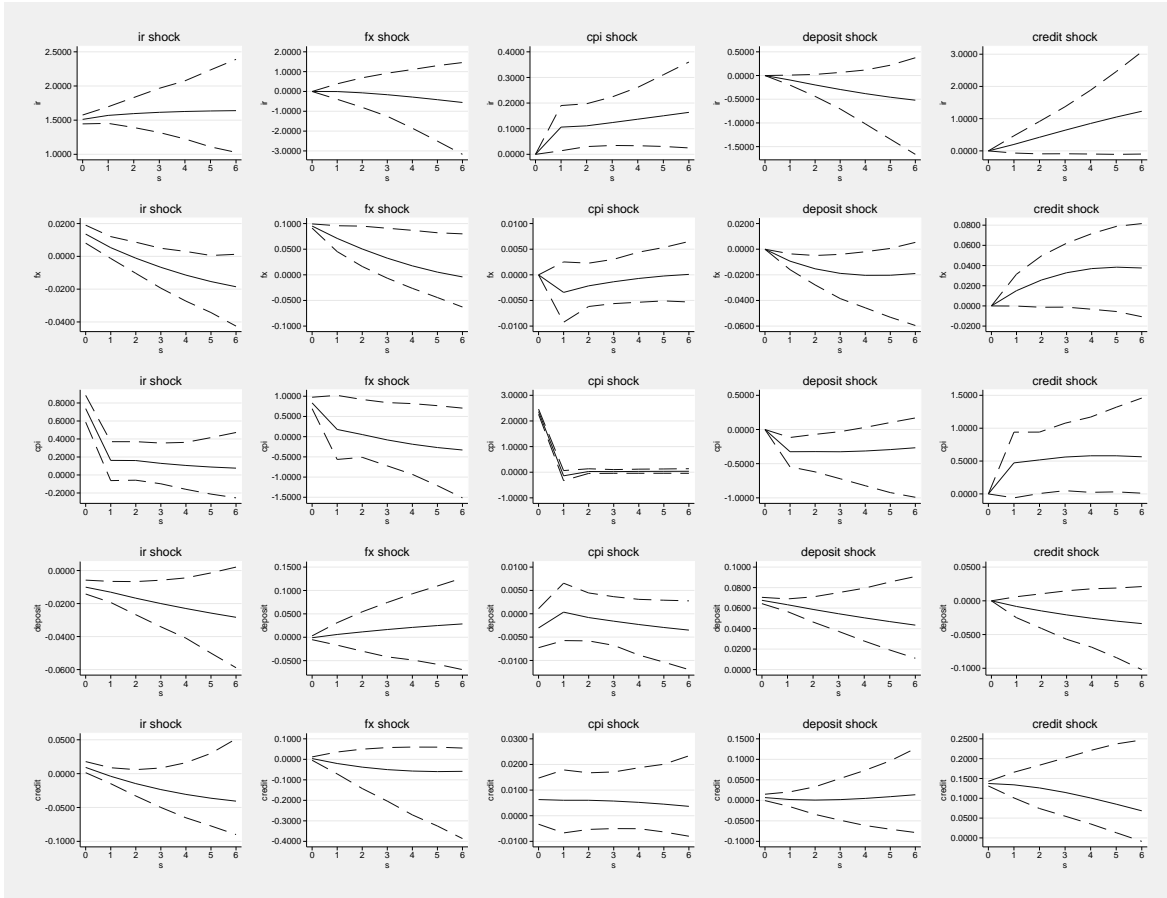 ir shock fx shock cpi shock deposit shock credit shock
2.5000 2.0000 0.4000 0.5000 3.0000
2.0000 1.0000 0.3000 0.0000 2.0000
ir 0.0000 ir 0.2000 ir -0.5000 ir
1.5000 -1.0000 0.1000 -1.0000 1.0000
1.0000 -2.0000 0.0000 -1.5000 0.0000
-3.0000
0 1 2 3 4 5 6 0 1 2 3 4 5 6 0 1 2 3 4 5 6 0 1 2 3 4 5 6 0 1 2 3 4 5 6
s s s s s
ir shock fx shock cpi shock deposit shock credit shock
0.0200 0.1000 0.0100 0.0200 0.0800
0.0000 0.0500 0.0050 0.0000 0.0600
fx fx 0.0000 fx 0.0000 fx -0.0200 fx 0.0400
-0.0200 -0.0500 -0.0050 -0.0400 0.0200
-0.0400 -0.1000 -0.0100 -0.0600 0.0000
-0.0200
0 1 2 3 4 5 6 0 1 2 3 4 5 6 0 1 2 3 4 5 6 0 1 2 3 4 5 6 0 1 2 3 4 5 6
s s s s s
ir shock fx shock cpi shock deposit shock credit shock
0.8000 1.0000 3.0000 0.5000 1.5000
0.6000 0.5000 2.0000 0.0000 1.0000
cpi 0.4000 cpi 0.0000 cpi 1.0000 cpi cpi
0.2000 -0.5000 0.0000 -0.5000 0.5000
0.0000 -1.0000 -1.0000 -1.0000 0.0000
-0.2000 -1.5000
0 1 2 3 4 5 6 0 1 2 3 4 5 6 0 1 2 3 4 5 6 0 1 2 3 4 5 6 0 1 2 3 4 5 6
s s s s s
ir shock fx shock cpi shock deposit shock credit shock
0.0000 0.1500 0.0100 0.1000 0.0500
-0.0200 0.1000 0.0050 0.0800 0.0000
deposit deposit 0.0500 deposit 0.0000 deposit 0.0600 deposit
-0.0400 0.0000 -0.0050 0.0400 -0.0500
-0.0600 -0.0500 -0.0100 0.0200 -0.1000
0.0000
0 1 2 3 4 5 6 0 1 2 3 4 5 6 0 1 2 3 4 5 6 0 1 2 3 4 5 6 0 1 2 3 4 5 6
s s s s s
ir shock fx shock cpi shock deposit shock credit shock
0.0500 0.1000 0.0300 0.1500 0.2500
0.0000 0.0000 0.0200 0.1000 0.2000
credit -0.0500 credit -0.1000 credit 0.0100 credit 0.0500 credit 0.1500
-0.1000 -0.2000 0.0000 0.0000 0.1000
-0.3000 -0.0100 -0.0500 0.0500
-0.4000 -0.1000 0.0000
0 1 2 3 4 5 6 0 1 2 3 4 5 6 0 1 2 3 4 5 6 0 1 2 3 4 5 6 0 1 2 3 4 5 6
s s s s s